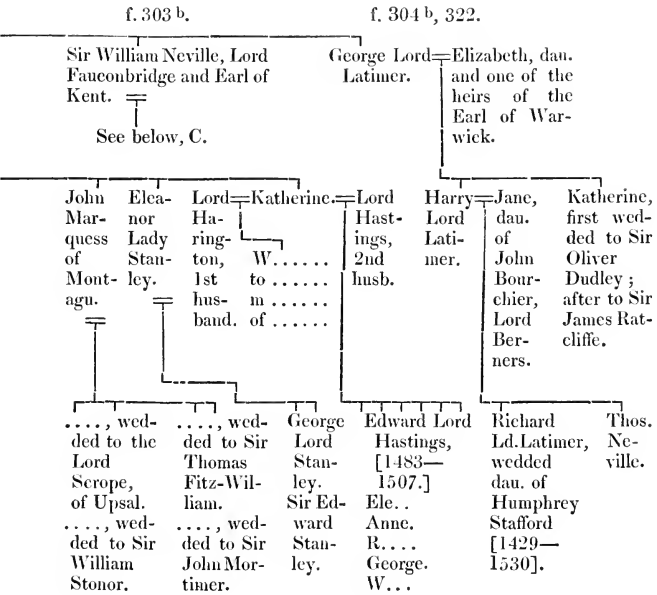 f. 303 b.
f. 304 b, 322.
Sir William Neville, Lord
Fauconbridge and Earl of
Kent.
See below, C.
George Lord
Latimer.
Elizabeth, dau.
and one of the
heirs of the
Earl of War-
wick.
John
Mar-
quess
of
Mont-
agu.
Elea-
nor
Lady
Stan-
ley.
Lord
Ha-
ring-
ton,
1st
hus-
band.
Katherine.
W......
to ......
m ......
of ......
Lord
Hast-
ings,
2nd
husb.
Harry
Lord
Lati-
mer.
Jane,
dau.
of
John
Bour-
chier,
Lord
Ber-
ners.
Katherine,
first wed-
ded to Sir
Oliver
Dudley ;
after to Sir
James Rat-
cliffe.
...., wed-
ded to the
Lord
Scrope,
of Upsal.
...., wed-
ded to Sir
William
Stonor.
...., wed-
ded to Sir
Thomas
Fitz-Wil-
liam.
...., wed-
ded to Sir
John Mor-
timer.
George
Lord
Stan-
ley.
Sir Ed-
ward
Stan-
ley.
Edward Lord
Hastings,
[1483—
1507.]
Ele..
Anne.
R....
George.
W...
Richard
Ld. Latimer,
wedded
dau. of
Humphrey
Stafford
[1429—
1530].
Thos.
Ne-
ville.